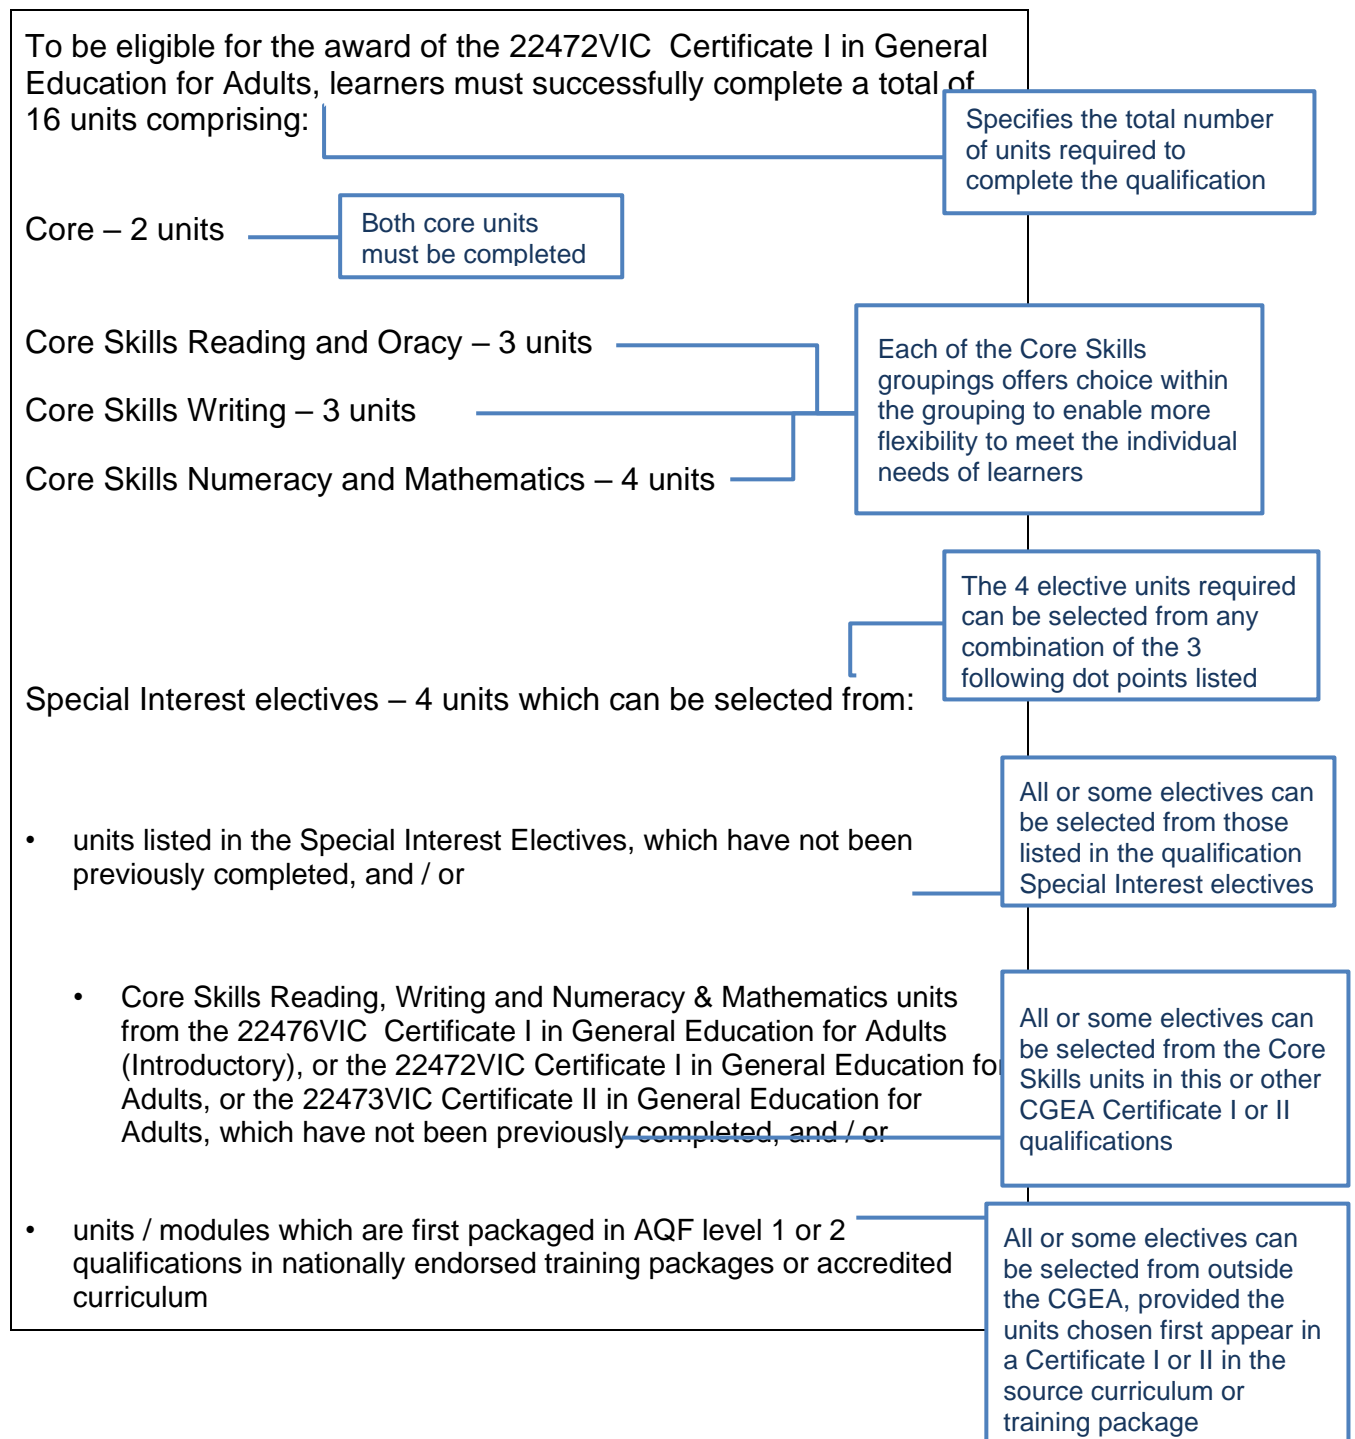 To be eligible for the award of the 22472VIC  Certificate I in General
Education for Adults, learners must successfully complete a total of
16 units comprising:
Specifies the total number
of units required to
complete the qualification
Core – 2 units
Both core units
must be completed
Core Skills Reading and Oracy – 3 units
Core Skills Writing – 3 units
Core Skills Numeracy and Mathematics – 4 units
Each of the Core Skills
groupings offers choice within
the grouping to enable more
flexibility to meet the individual
needs of learners
The 4 elective units required
can be selected from any
combination of the 3
following dot points listed
Special Interest electives – 4 units which can be selected from:
All or some electives can
be selected from those
listed in the qualification
Special Interest electives
• units listed in the Special Interest Electives, which have not been
previously completed, and / or
• Core Skills Reading, Writing and Numeracy & Mathematics units
from the 22476VIC  Certificate I in General Education for Adults
(Introductory), or the 22472VIC Certificate I in General Education for
Adults, or the 22473VIC Certificate II in General Education for
Adults, which have not been previously completed, and / or
All or some electives can
be selected from the Core
Skills units in this or other
CGEA Certificate I or II
qualifications
• units / modules which are first packaged in AQF level 1 or 2
qualifications in nationally endorsed training packages or accredited
curriculum
All or some electives can
be selected from outside
the CGEA, provided the
units chosen first appear in
a Certificate I or II in the
source curriculum or
training package